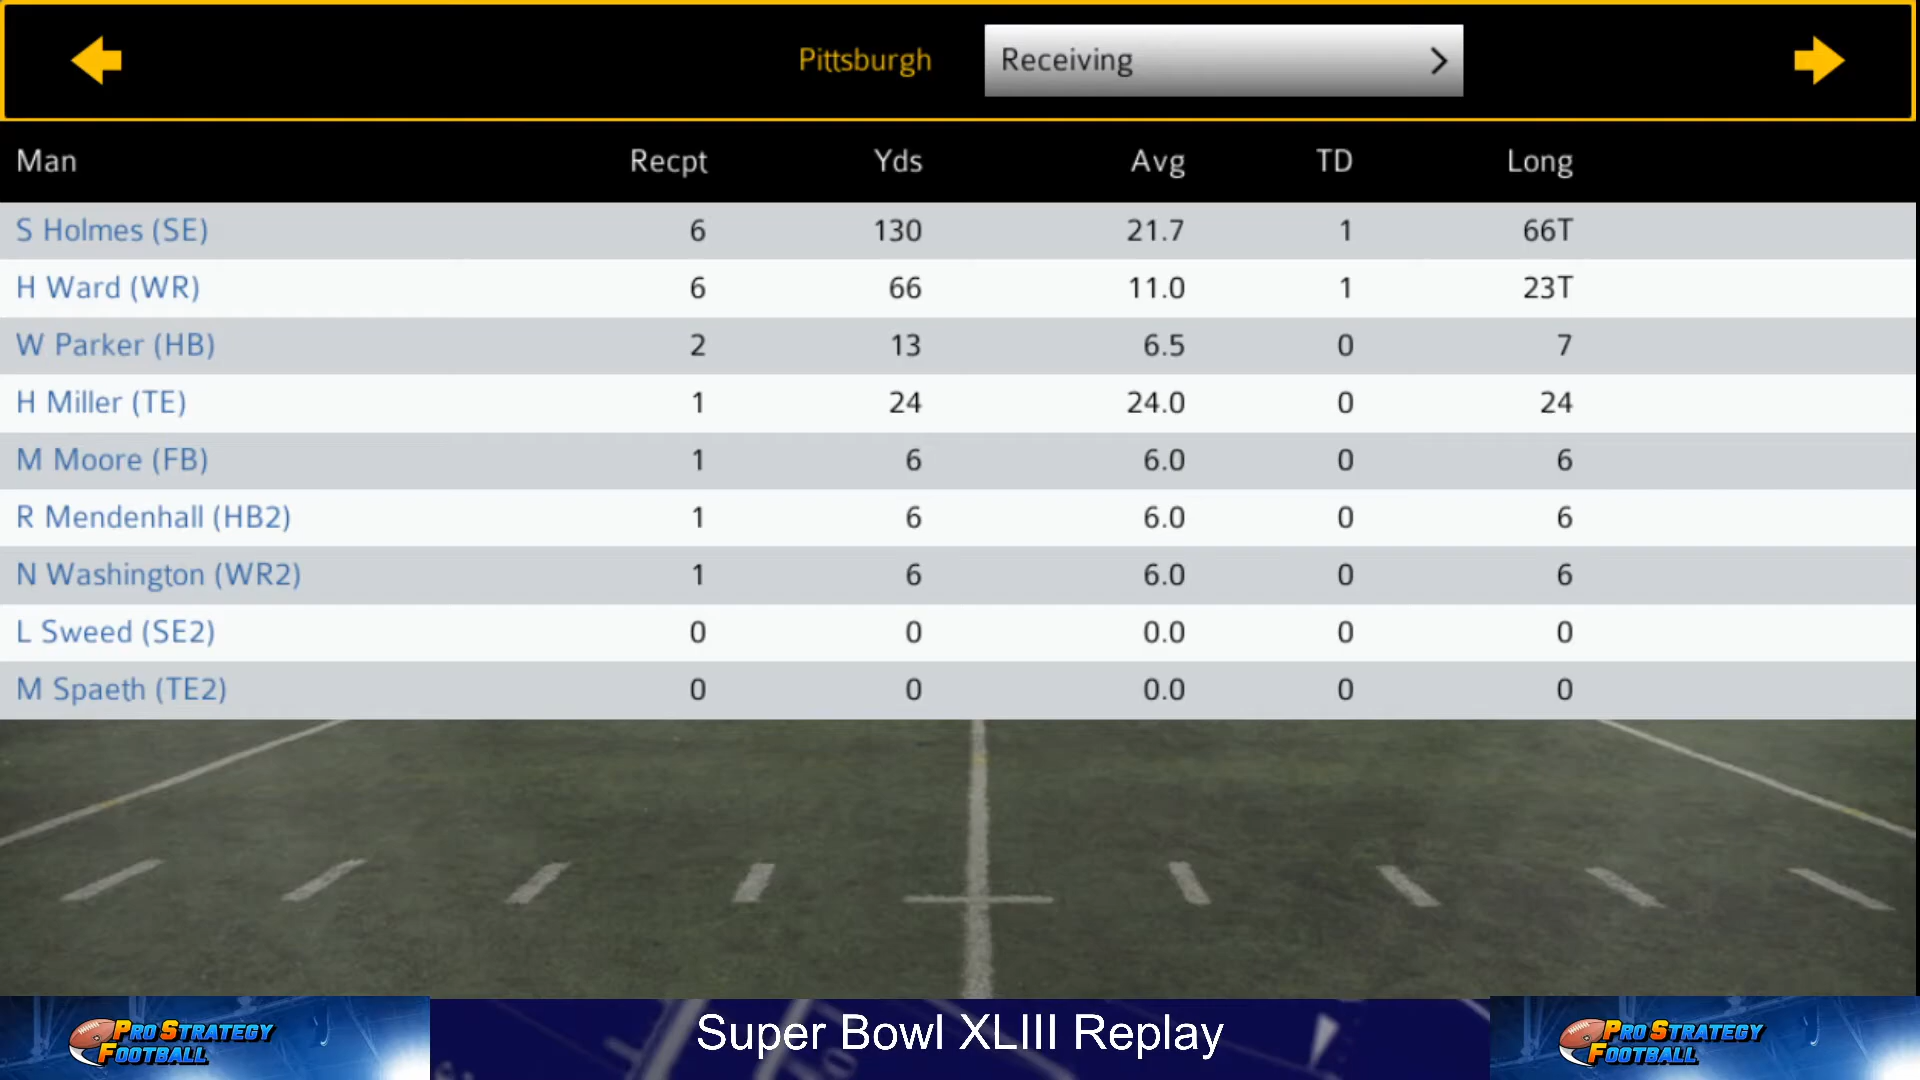 Pittsburgh Receiving
Man Recpt Yds Avg TD Long
S Holmes (SE) 6 130 21.7 1 66T
H Ward (WR) 6 66 11.0 1 23T
W Parker (HB) 2 13 6.5 0 7
H Miller (TE) 1 24 24.0 0 24
M Moore (FB) 1 6 6.0 0 6
R Mendenhall (HB2) 1 6 6.0 0 6
N Washington (WR2) 1 6 6.0 0 6
L Sweed (SE2) 0 0 0.0 0 0
M Spaeth (TE2) 0 0 0.0 0 0
PRO STRATEGY
FOOTBALL
Super Bowl XLIII Replay
PRO STRATEGY
FOOTBALL